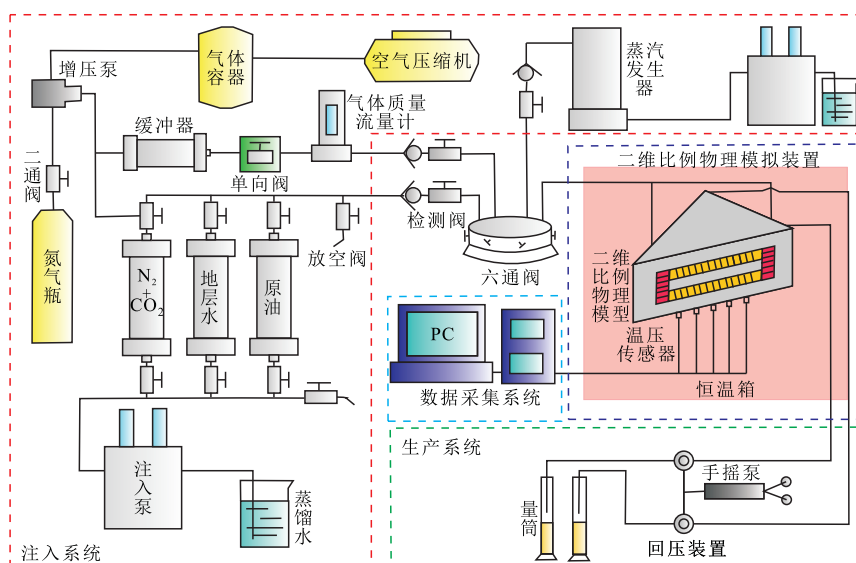 增压泵
气体
容器
空气压缩机
蒸汽
发生
器
缓冲器
气体质量
流量计
二通阀
单向阀
二维比例物理模拟装置
检测阀
放空阀
六通阀
氮气瓶
N₂
+
CO₂
地层水
原油
二维
比例
物理
模型
温压
传感器
恒温箱
PC
数据采集系统
生产系统
注入泵
蒸馏水
手摇泵
量筒
回压装置
注入系统